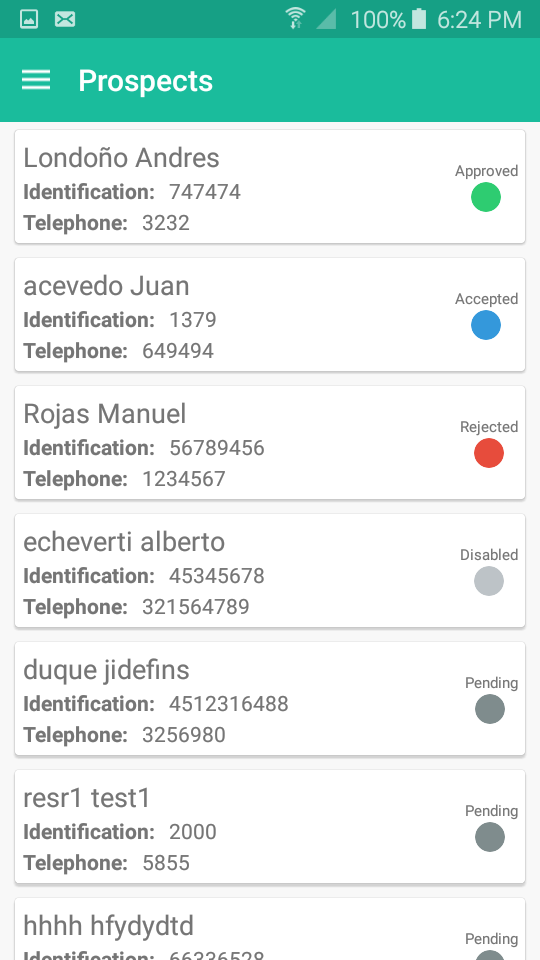 100% 6:24 PM
Prospects
Londoño Andres
Approved
Identification: 747474
Telephone: 3232
acevedo Juan
Accepted
Identification: 1379
Telephone: 649494
Rojas Manuel
Rejected
Identification: 56789456
Telephone: 1234567
echeverti alberto
Disabled
Identification: 45345678
Telephone: 321564789
duque jidefins
Pending
Identification: 4512316488
Telephone: 3256980
resr1 test1
Pending
Identification: 2000
Telephone: 5855
hhhh hfydydtd
Pending
Identification: 66336528